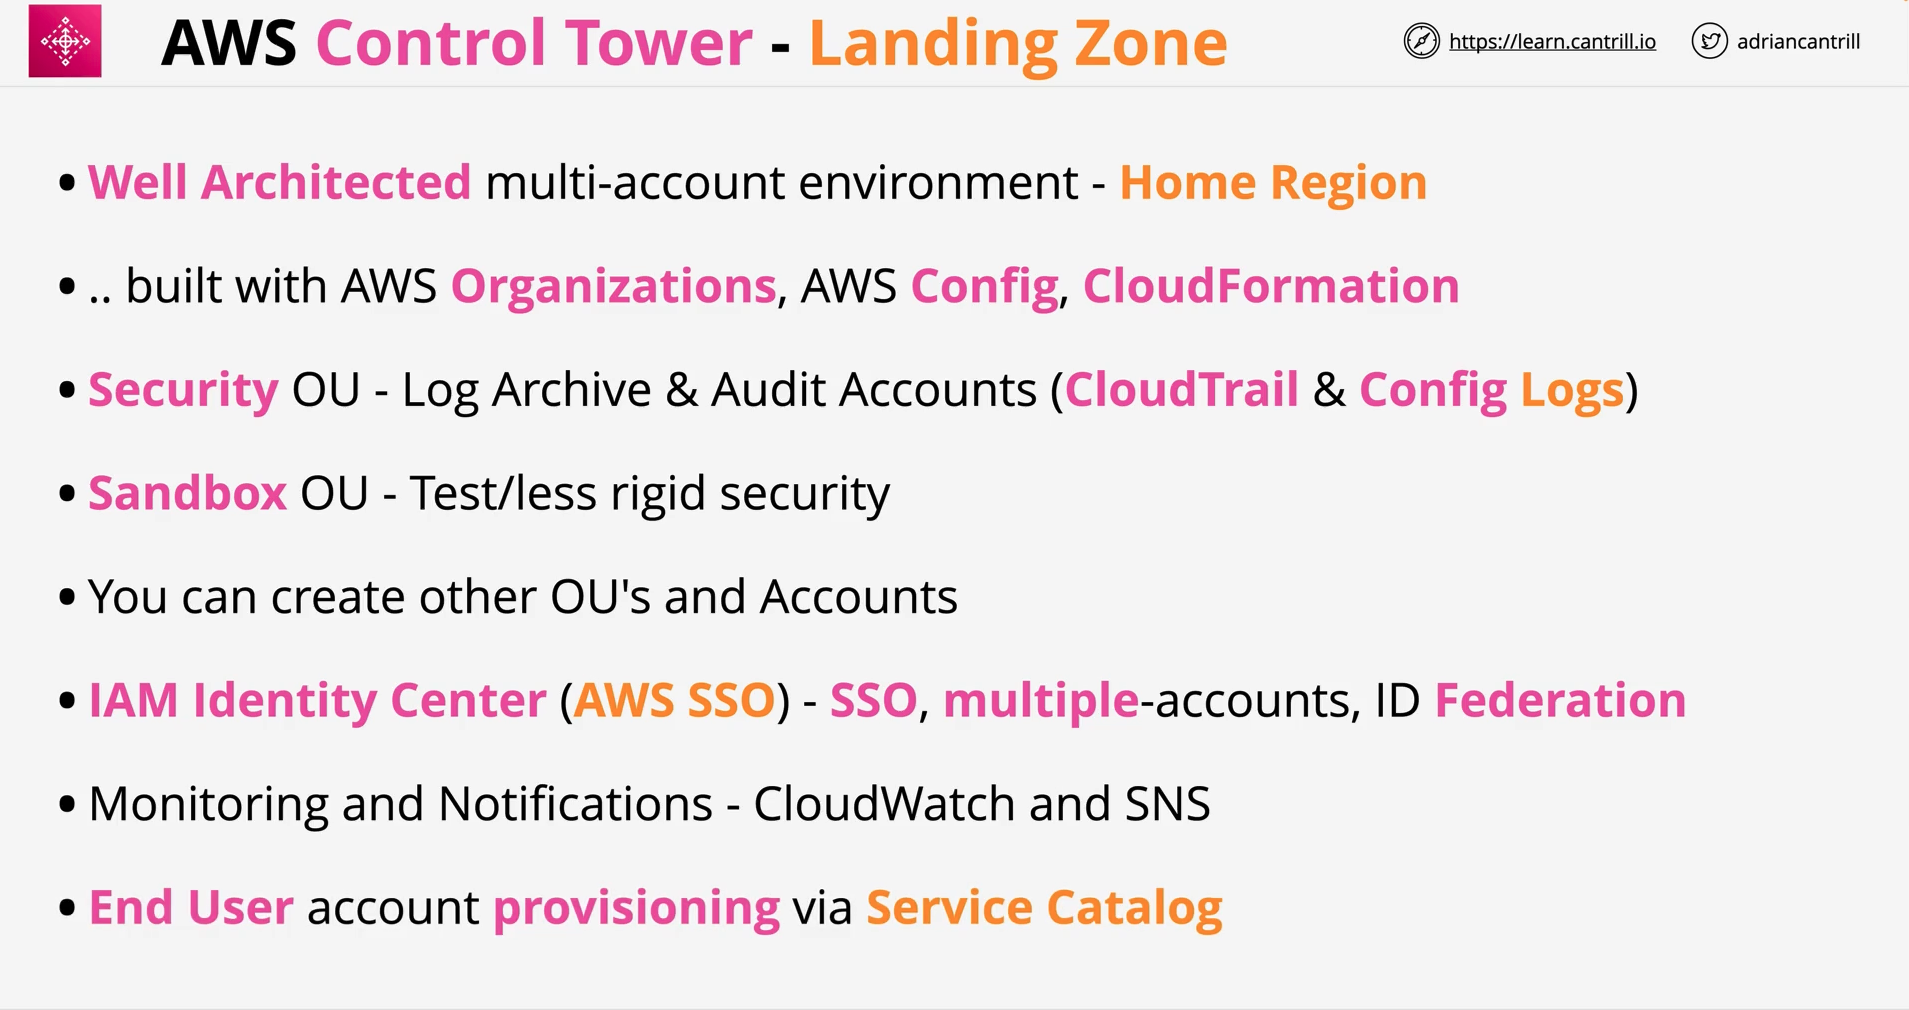 AWS Control Tower - Landing Zone
https://learn.cantrill.io
adriancantrill
• Well Architected multi-account environment - Home Region
• .. built with AWS Organizations, AWS Config, CloudFormation
• Security OU - Log Archive & Audit Accounts (CloudTrail & Config Logs)
• Sandbox OU - Test/less rigid security
• You can create other OU's and Accounts
• IAM Identity Center (AWS SSO) - SSO, multiple-accounts, ID Federation
• Monitoring and Notifications - CloudWatch and SNS
• End User account provisioning via Service Catalog